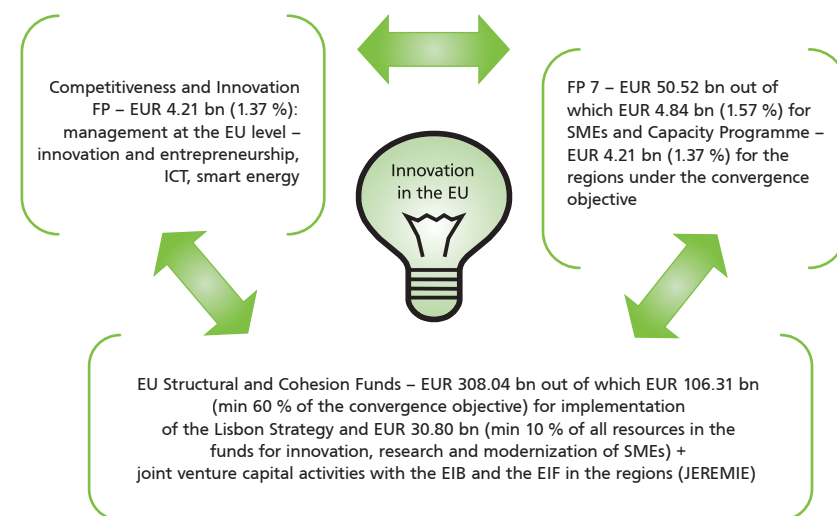 Competitiveness and Innovation
FP – EUR 4.21 bn (1.37 %):
management at the EU level –
innovation and entrepreneurship,
ICT, smart energy
FP 7 – EUR 50.52 bn out of
which EUR 4.84 bn (1.57 %) for
SMEs and Capacity Programme –
EUR 4.21 bn (1.37 %) for the
regions under the convergence
objective
Innovation
in the EU
EU Structural and Cohesion Funds – EUR 308.04 bn out of which EUR 106.31 bn
(min 60 % of the convergence objective) for implementation
of the Lisbon Strategy and EUR 30.80 bn (min 10 % of all resources in the
funds for innovation, research and modernization of SMEs) +
joint venture capital activities with the EIB and the EIF in the regions (JEREMIE)